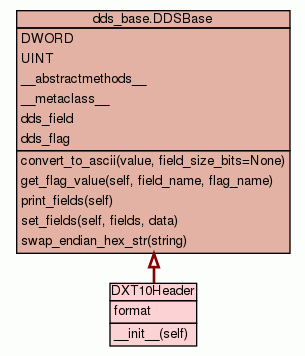 dds_base.DDSBase
DWORD
UINT
__abstractmethods__
__metaclass__
dds_field
dds_flag
convert_to_ascii(value, field_size_bits=None)
get_flag_value(self, field_name, flag_name)
print_fields(self)
set_fields(self, fields, data)
swap_endian_hex_str(string)
DXT10Header
format
__init__(self)